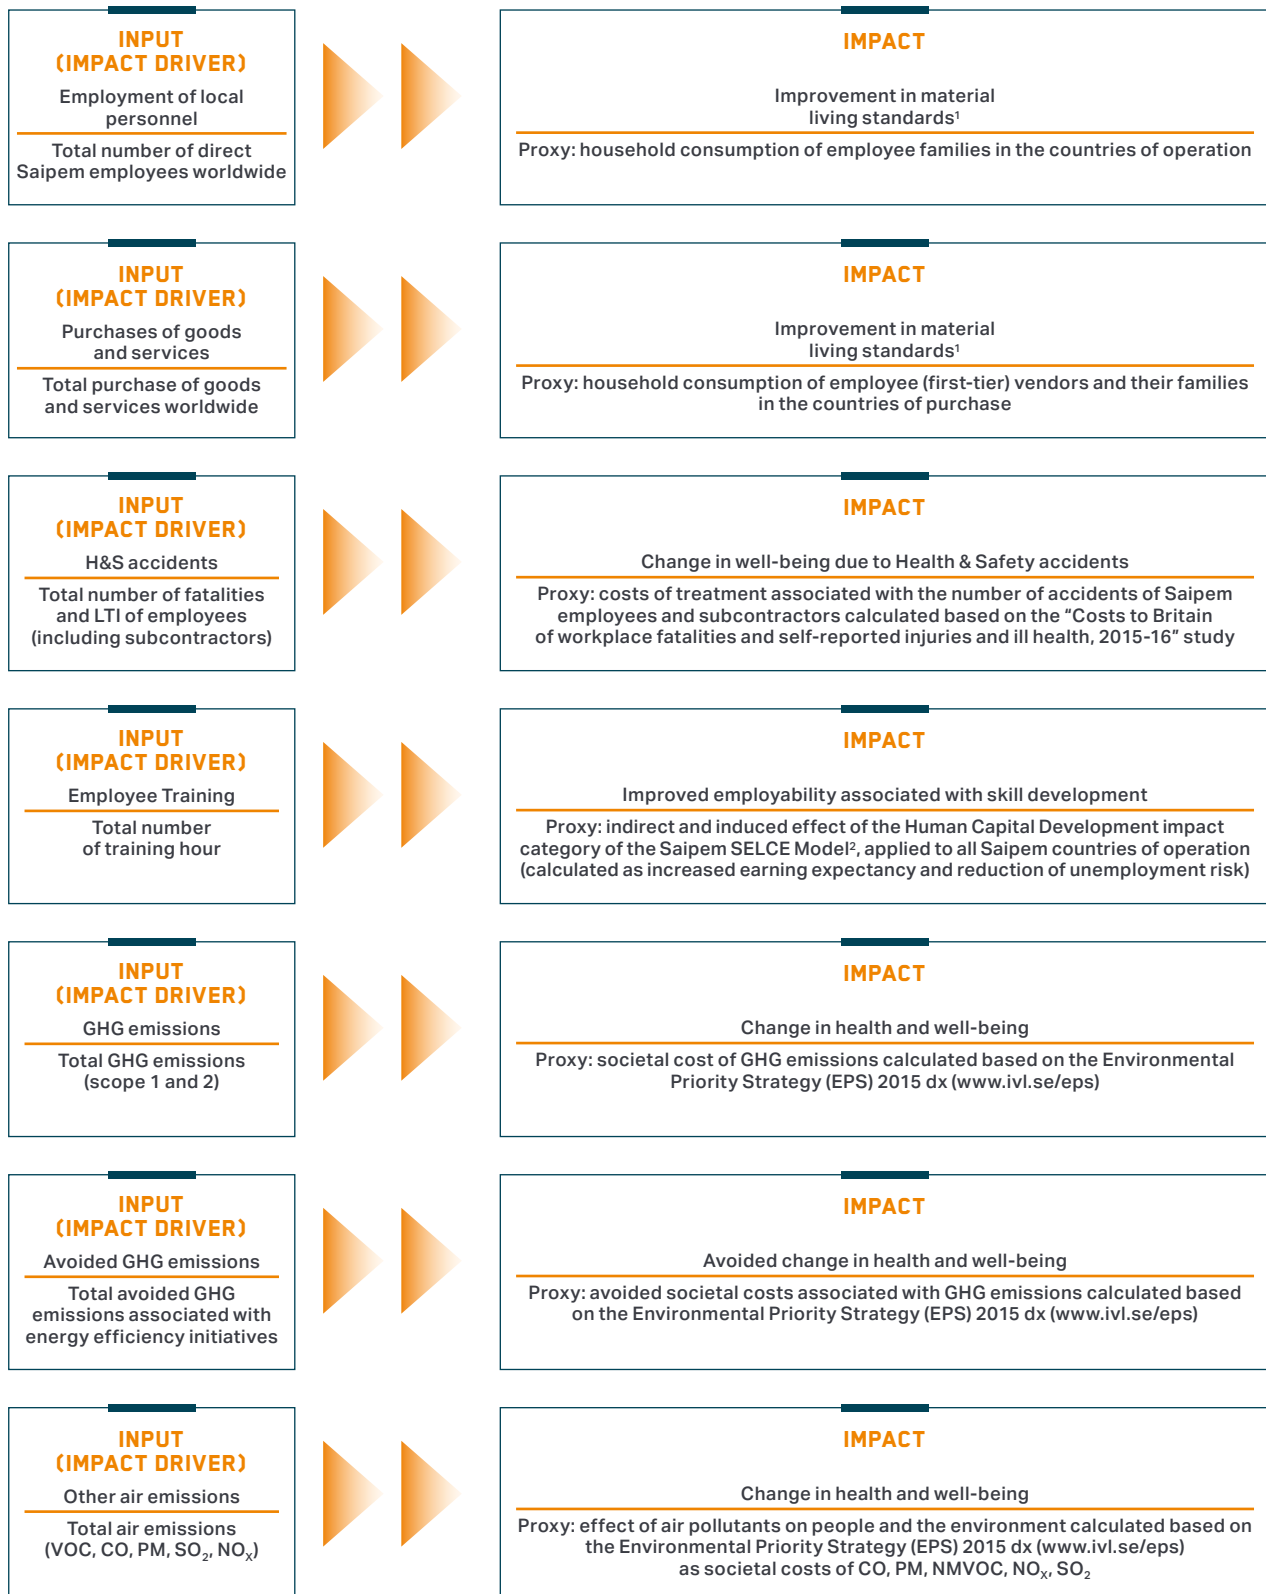 INPUT
(IMPACT DRIVER)
Employment of local
personnel
Total number of direct
Saipem employees worldwide
IMPACT
Improvement in material
living standards¹
Proxy: household consumption of employee families in the countries of operation
INPUT
(IMPACT DRIVER)
Purchases of goods
and services
Total purchase of goods
and services worldwide
IMPACT
Improvement in material
living standards¹
Proxy: household consumption of employee (first-tier) vendors and their families
in the countries of purchase
INPUT
(IMPACT DRIVER)
H&S accidents
Total number of fatalities
and LTI of employees
(including subcontractors)
IMPACT
Change in well-being due to Health & Safety accidents
Proxy: costs of treatment associated with the number of accidents of Saipem
employees and subcontractors calculated based on the “Costs to Britain
of workplace fatalities and self-reported injuries and ill health, 2015-16” study
INPUT
(IMPACT DRIVER)
Employee Training
Total number
of training hour
IMPACT
Improved employability associated with skill development
Proxy: indirect and induced effect of the Human Capital Development impact
category of the Saipem SELCE Model², applied to all Saipem countries of operation
(calculated as increased earning expectancy and reduction of unemployment risk)
INPUT
(IMPACT DRIVER)
GHG emissions
Total GHG emissions
(scope 1 and 2)
IMPACT
Change in health and well-being
Proxy: societal cost of GHG emissions calculated based on the Environmental
Priority Strategy (EPS) 2015 dx (www.ivl.se/eps)
INPUT
(IMPACT DRIVER)
Avoided GHG emissions
Total avoided GHG
emissions associated with
energy efficiency initiatives
IMPACT
Avoided change in health and well-being
Proxy: avoided societal costs associated with GHG emissions calculated based
on the Environmental Priority Strategy (EPS) 2015 dx (www.ivl.se/eps)
INPUT
(IMPACT DRIVER)
Other air emissions
Total air emissions
(VOC, CO, PM, SO₂, NOₓ)
IMPACT
Change in health and well-being
Proxy: effect of air pollutants on people and the environment calculated based on
the Environmental Priority Strategy (EPS) 2015 dx (www.ivl.se/eps)
as societal costs of CO, PM, NMVOC, NOₓ, SO₂